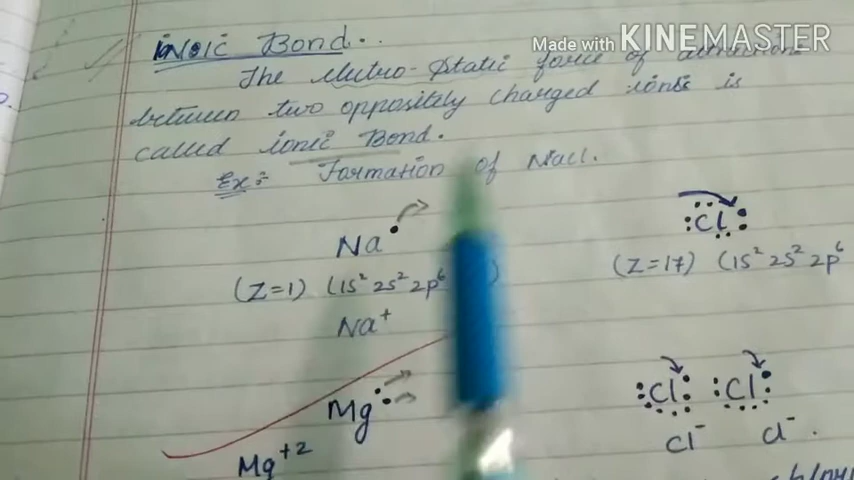 Made with KINEMASTER
Inoic Bond..
The electro-static force of attraction
between two oppositely charged ions is
called ionic Bond.
Ex:- Formation of Nacl.
Na
Cl
(Z=1) (1s² 2s² 2p⁶ )
(Z=17) (1s² 2s² 2p⁶
Na⁺
Mg
Cl Cl
Mg⁺²
Cl⁻ Cl⁻.